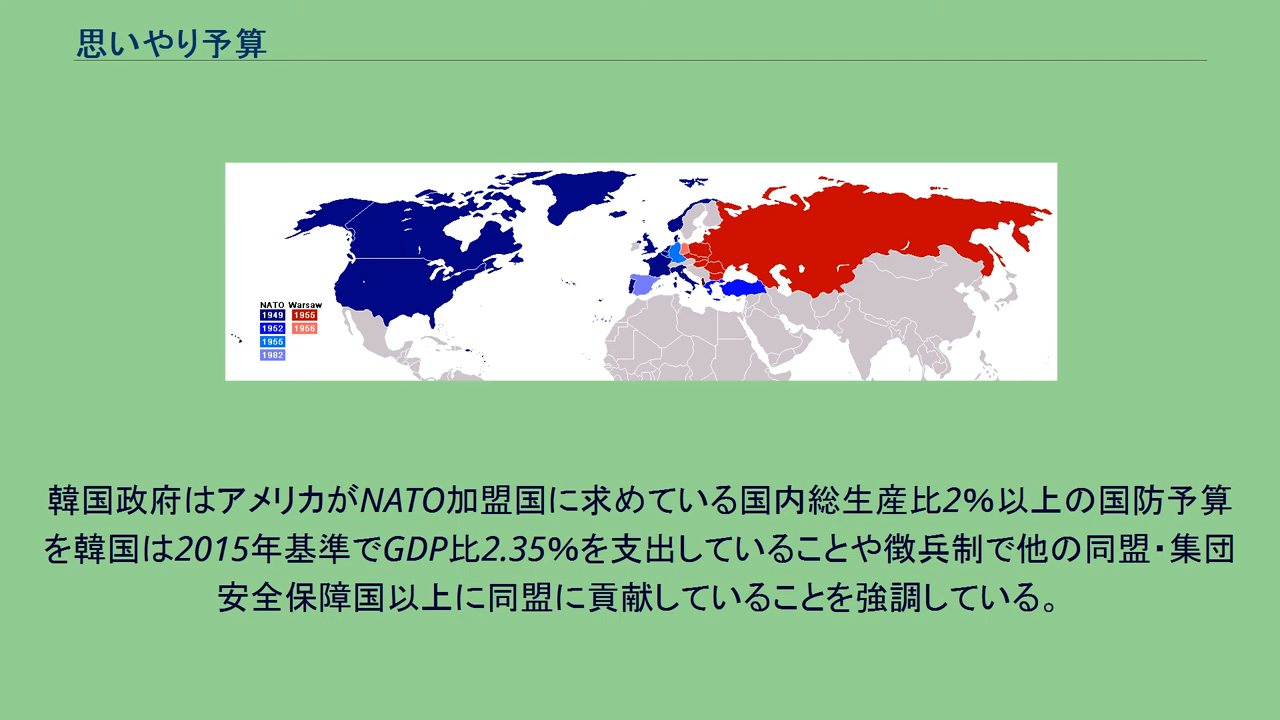 思いやり予算
NATO Warsaw
1949 1955
1952 1956
1955
1982
韓国政府はアメリカがNATO加盟国に求めている国内総生産比2%以上の国防予算
を韓国は2015年基準でGDP比2.35%を支出していることや徴兵制で他の同盟・集団
安全保障国以上に同盟に貢献していることを強調している。